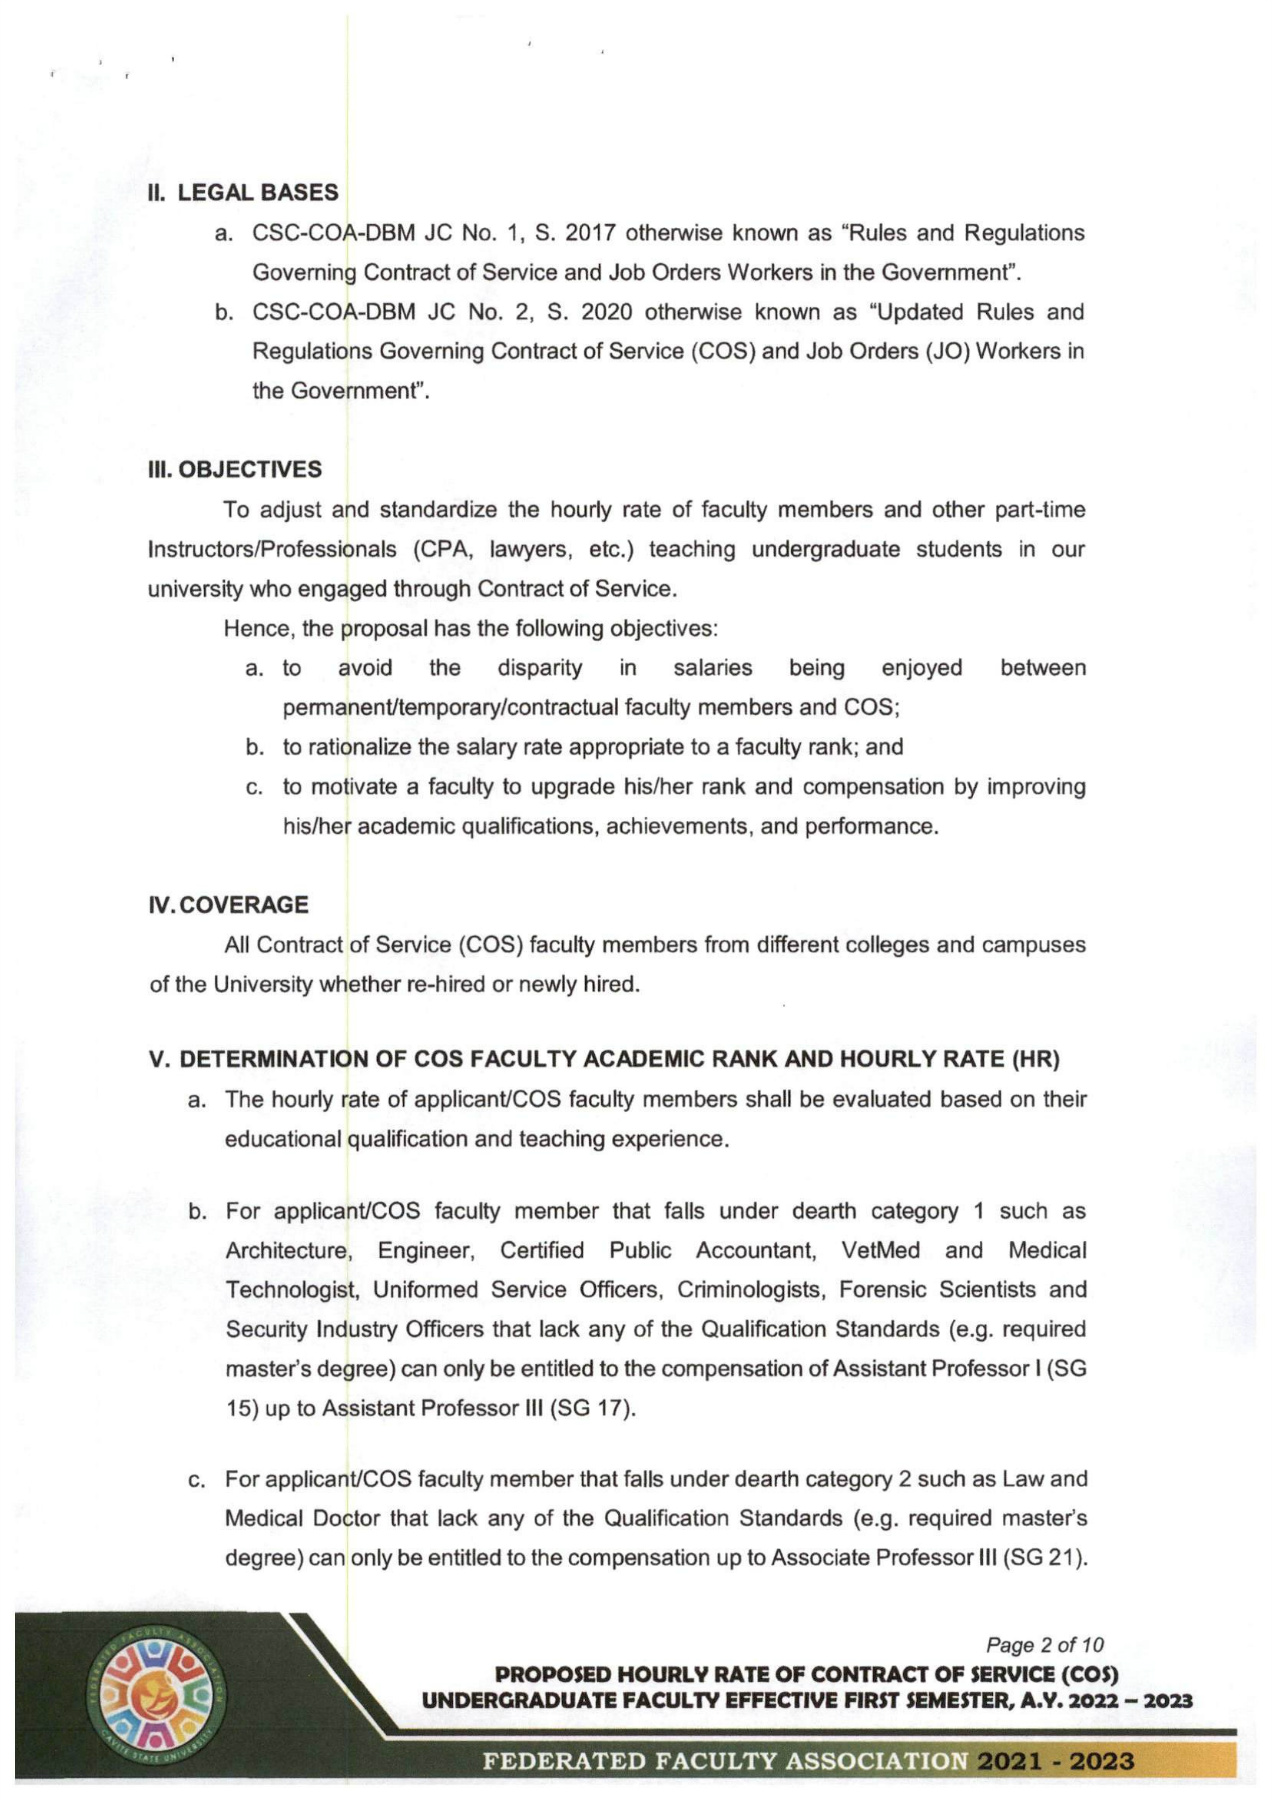 II. LEGAL BASES
a. CSC-COA-DBM JC No. 1, S. 2017 otherwise known as “Rules and Regulations
Governing Contract of Service and Job Orders Workers in the Government”.
b. CSC-COA-DBM JC No. 2, S. 2020 otherwise known as “Updated Rules and
Regulations Governing Contract of Service (COS) and Job Orders (JO) Workers in
the Government”.
III. OBJECTIVES
To adjust and standardize the hourly rate of faculty members and other part-time
Instructors/Professionals (CPA, lawyers, etc.) teaching undergraduate students in our
university who engaged through Contract of Service.
Hence, the proposal has the following objectives:
a. to avoid the disparity in salaries being enjoyed between
permanent/temporary/contractual faculty members and COS;
b. to rationalize the salary rate appropriate to a faculty rank; and
c. to motivate a faculty to upgrade his/her rank and compensation by improving
his/her academic qualifications, achievements, and performance.
IV. COVERAGE
All Contract of Service (COS) faculty members from different colleges and campuses
of the University whether re-hired or newly hired.
V. DETERMINATION OF COS FACULTY ACADEMIC RANK AND HOURLY RATE (HR)
a. The hourly rate of applicant/COS faculty members shall be evaluated based on their
educational qualification and teaching experience.
b. For applicant/COS faculty member that falls under dearth category 1 such as
Architecture, Engineer, Certified Public Accountant, VetMed and Medical
Technologist, Uniformed Service Officers, Criminologists, Forensic Scientists and
Security Industry Officers that lack any of the Qualification Standards (e.g. required
master’s degree) can only be entitled to the compensation of Assistant Professor I (SG
15) up to Assistant Professor III (SG 17).
c. For applicant/COS faculty member that falls under dearth category 2 such as Law and
Medical Doctor that lack any of the Qualification Standards (e.g. required master’s
degree) can only be entitled to the compensation up to Associate Professor III (SG 21).
FEDERATED FACULTY ASSOCIATION
CAVITE STATE UNIVERSITY
Page 2 of 10
PROPOSED HOURLY RATE OF CONTRACT OF SERVICE (COS)
UNDERGRADUATE FACULTY EFFECTIVE FIRST SEMESTER, A.Y. 2022 – 2023
FEDERATED FACULTY ASSOCIATION 2021 - 2023